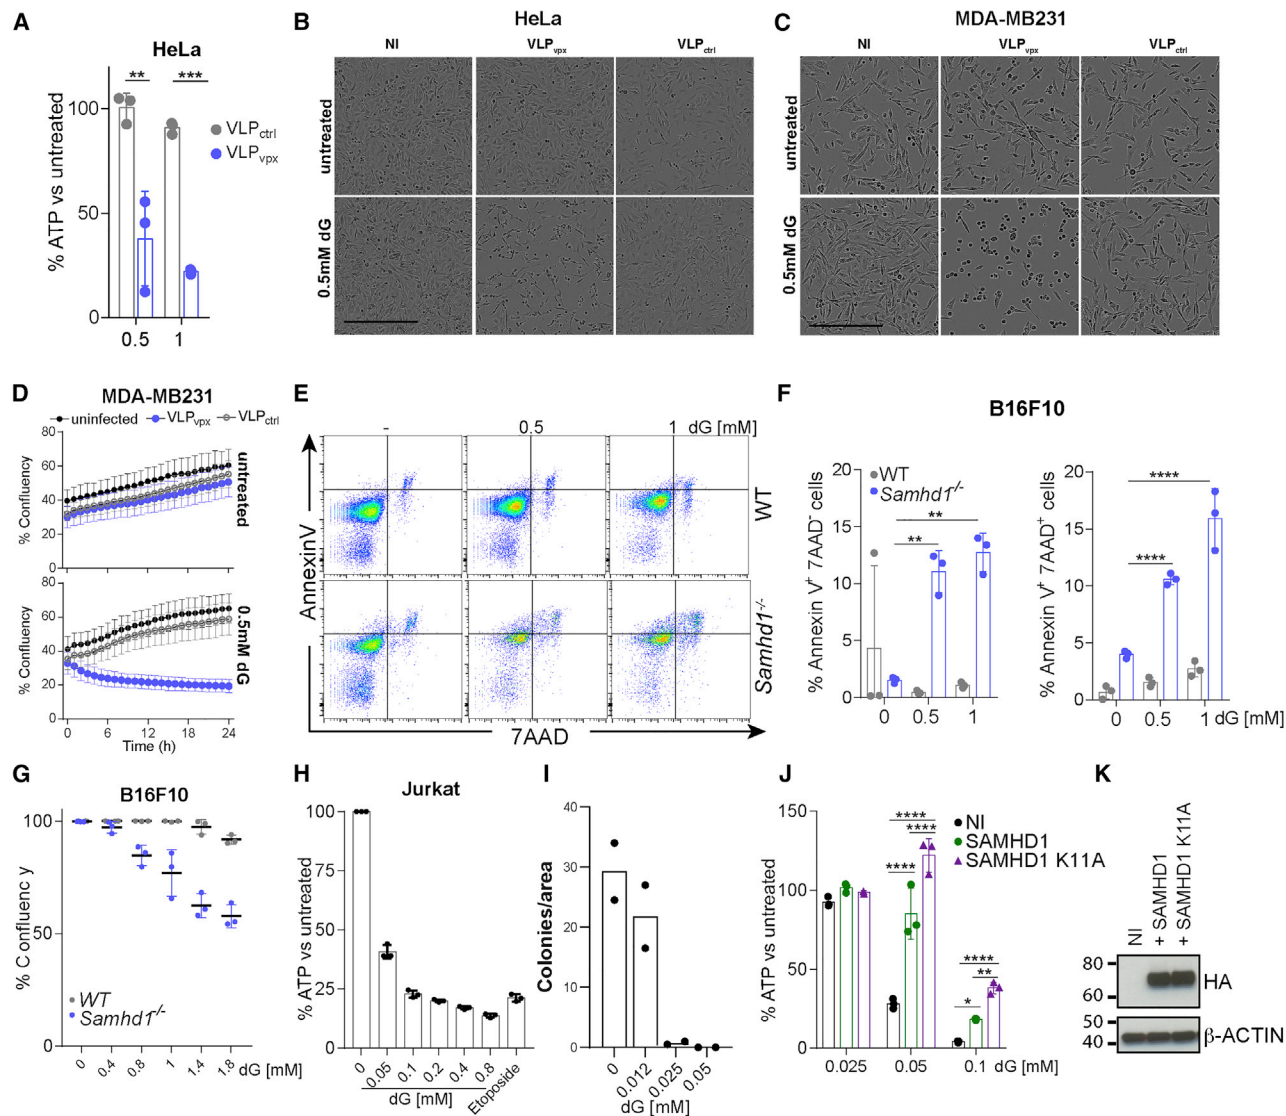 A
HeLa
% ATP vs untreated
100
50
0
** ***
VLPctrl
VLPvpx
0.5 1
B
HeLa
NI VLPvpx VLPctrl
untreated
0.5mM dG
C
MDA-MB231
NI VLPvpx VLPctrl
untreated
0.5mM dG
D
MDA-MB231
uninfected VLPvpx VLPctrl
% Confluency
80
60
40
20
0
untreated
% Confluency
80
60
40
20
0
0.5mM dG
0 6 12 18 24
Time (h)
E
- 0.5 1 dG [mM]
AnnexinV
WT
Samhd1-/-
7AAD
F
B16F10
WT
Samhd1-/-
% Annexin V+ 7AAD- cells
20
15
10
5
0
**
**
0 0.5 1
% Annexin V+ 7AAD+ cells
20
15
10
5
0
****
****
0 0.5 1 dG [mM]
G
B16F10
% C onfluenc y
100
50
WT
Samhd1-/-
0 0.4 0.8 1 1.4 1.8 dG [mM]
H
Jurkat
% ATP vs untreated
100
75
50
25
0
0 0.05 0.1 0.2 0.4 0.8 Etoposide
dG [mM]
I
Colonies/area
40
30
20
10
0
0 0.012 0.025 0.05
dG [mM]
J
% ATP vs untreated
150
100
50
0
NI
SAMHD1
SAMHD1 K11A
****
****
****
****
**
*
0.025 0.05 0.1 dG [mM]
K
NI
+ SAMHD1
+ SAMHD1 K11A
80
60
HA
50
40
β-ACTIN